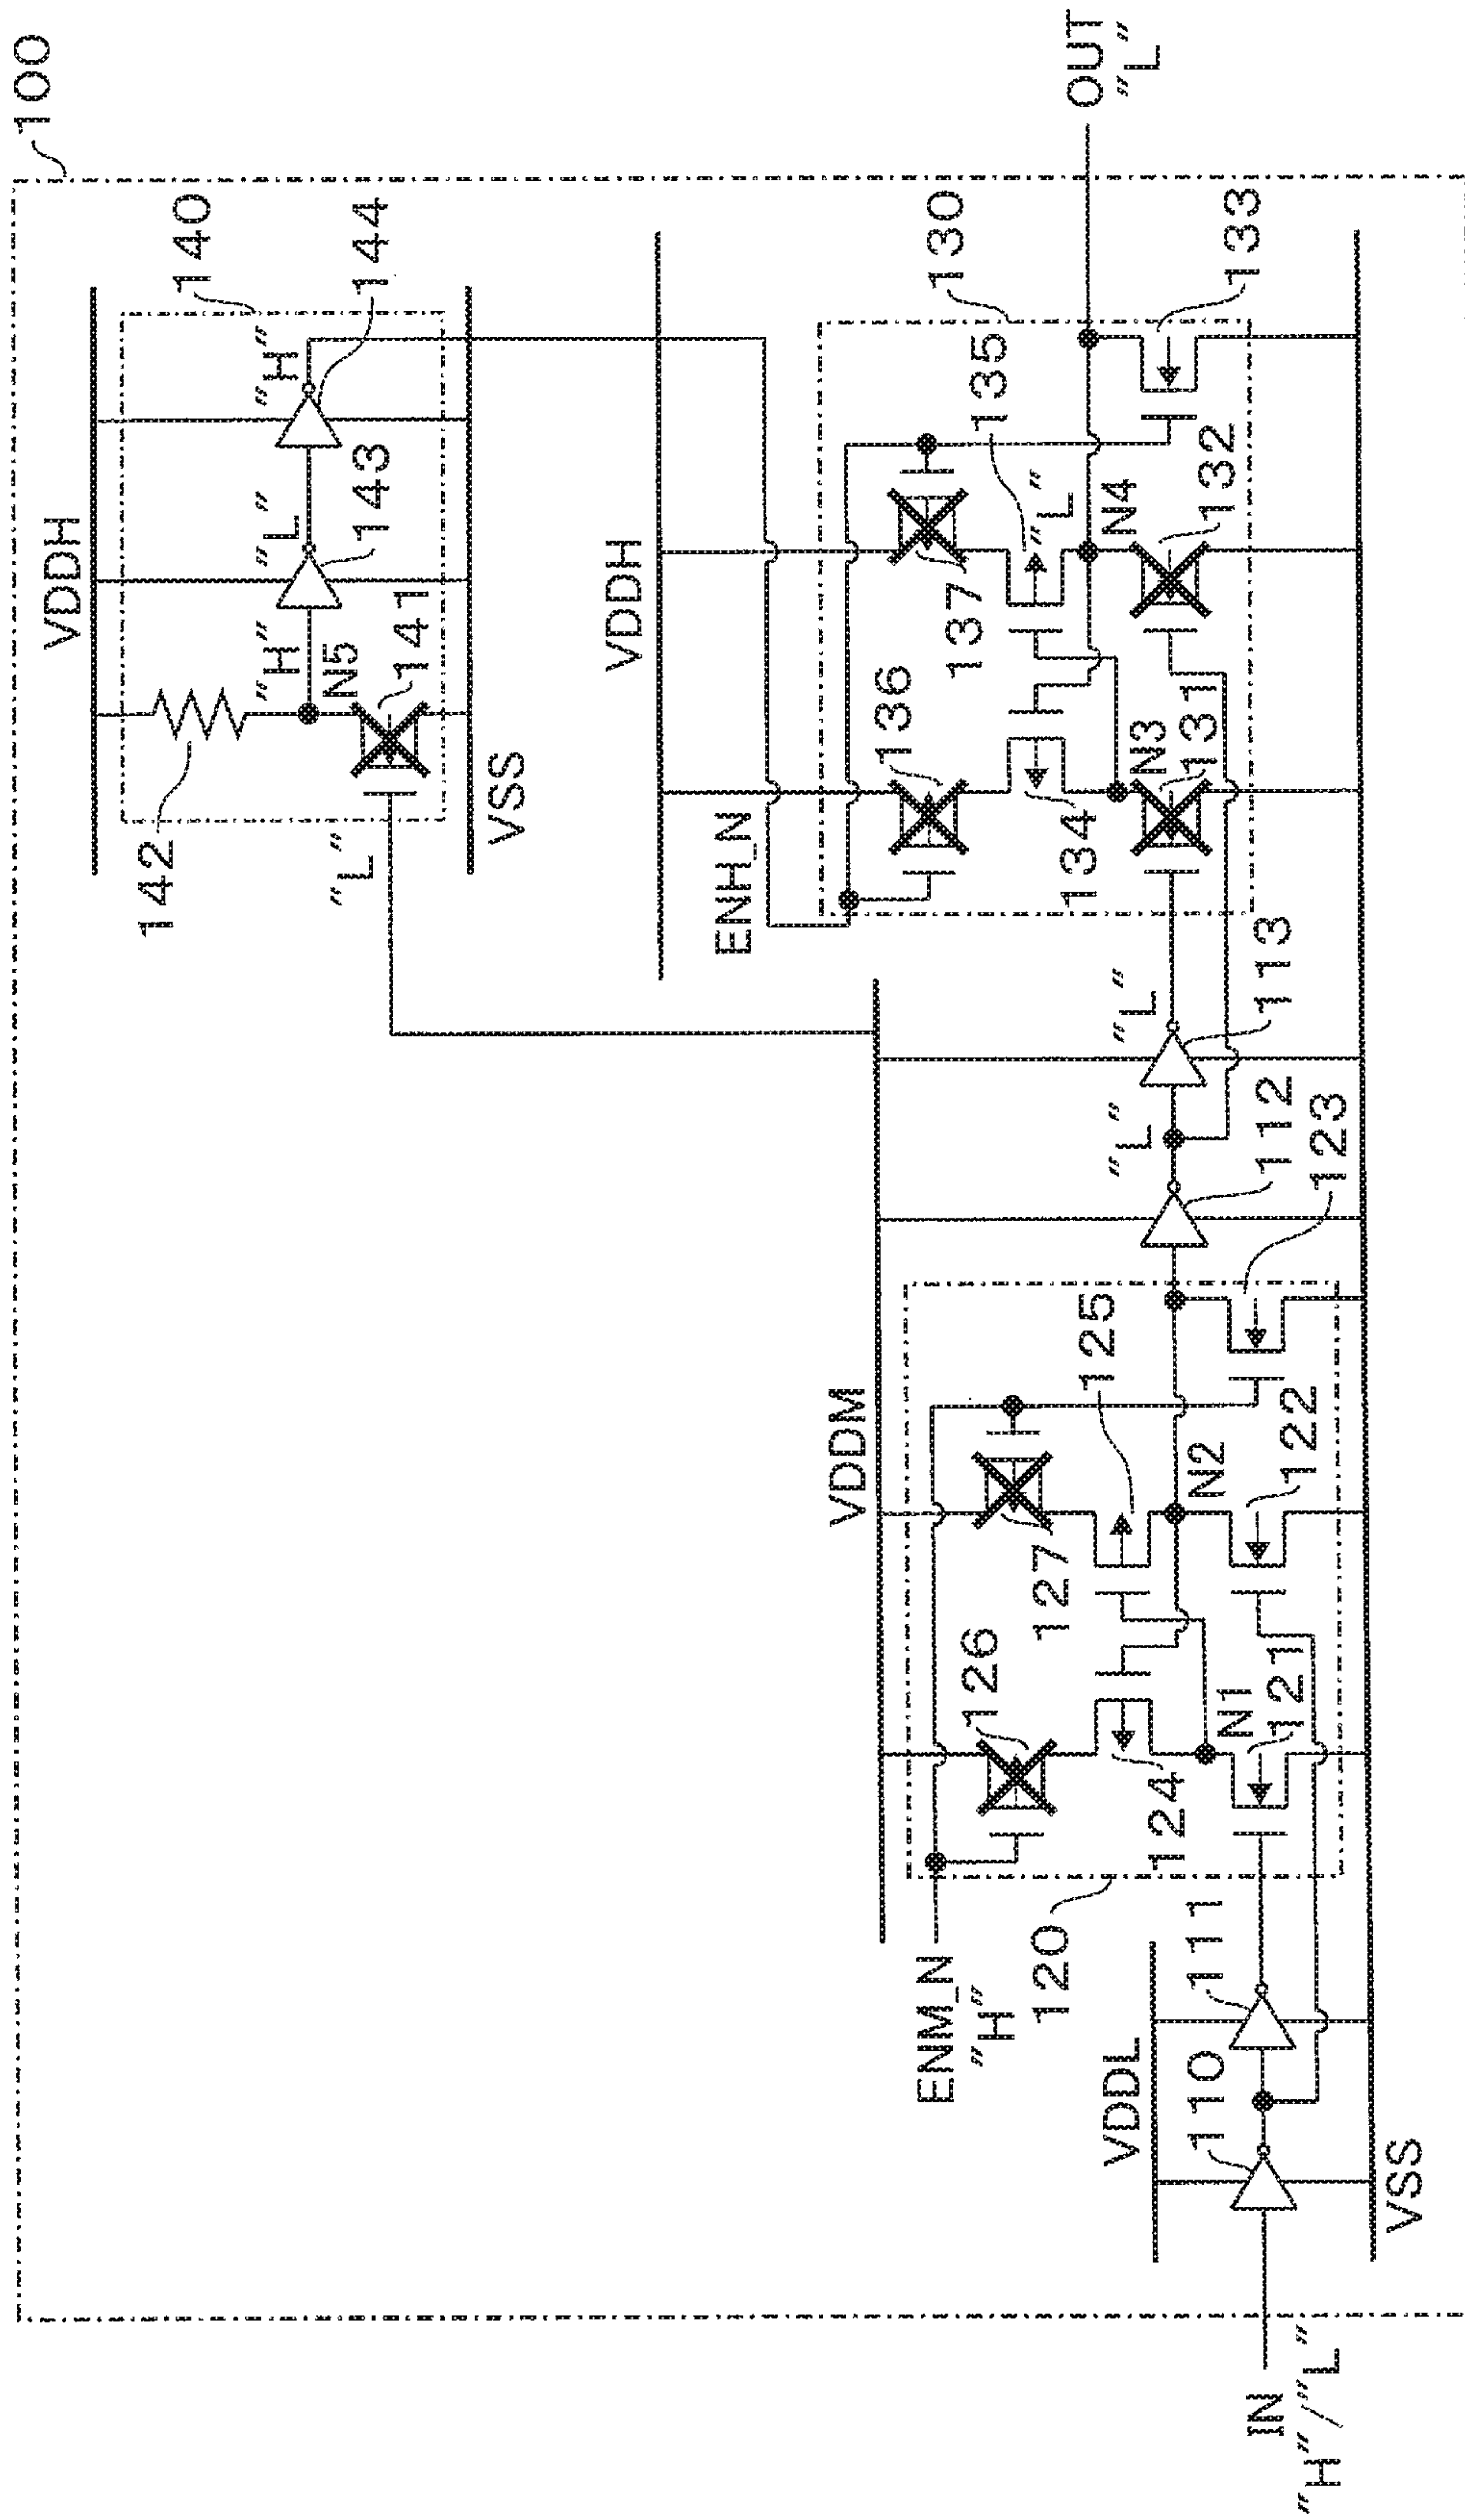 100
VDDH
140
142
"H"
"L"
"H"
144
N5
143
141
"L"
VSS
VDDH
ENH_N
130
136
137
135
134
"L"
N4
N3
131
132
133
OUT
"L"
VDDM
"L"
"L"
113
112
123
ENM_N
"H"
120
126
127
125
124
N2
N1
121
122
VDDL
110
111
IN
"H"/"L"
VSS